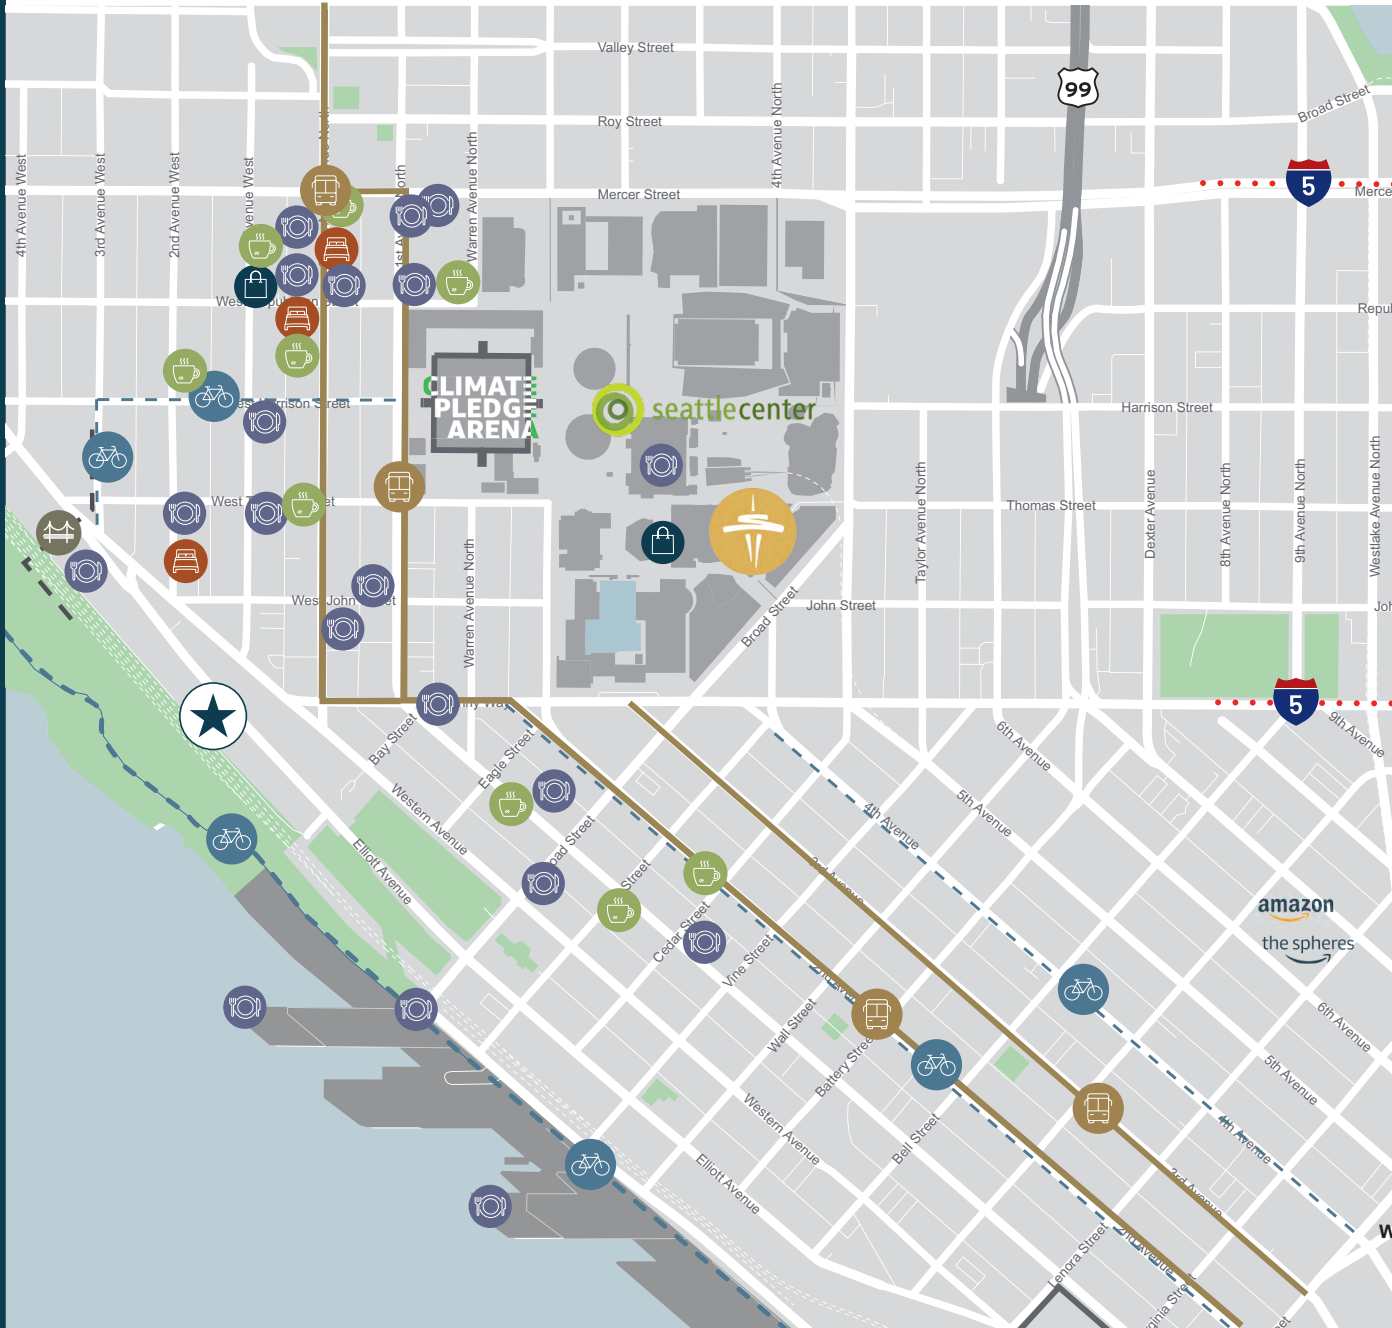 Valley Street
99
Broad Street
Roy Street
4th Avenue North
Mercer Street
5
4th Avenue West
3rd Avenue West
2nd Avenue West
Warren Avenue North
CLIMATE
PLEDGE
ARENA
seattlecenter
Harrison Street
Thomas Street
Taylor Avenue North
Dexter Avenue
8th Avenue North
9th Avenue North
Westlake Avenue North
Warren Avenue North
John Street
Broad Street
5
9th Avenue
6th Avenue
5th Avenue
4th Avenue
3rd Avenue
Bay Street
Eagle Street
Western Avenue
Elliott Avenue
Street
Cedar Street
Vine Street
Wall Street
Battery Street
Bell Street
Western Avenue
Elliott Avenue
amazon
the spheres
6th Avenue
5th Avenue
4th Avenue
3rd Avenue
2nd Avenue
Lenora Street